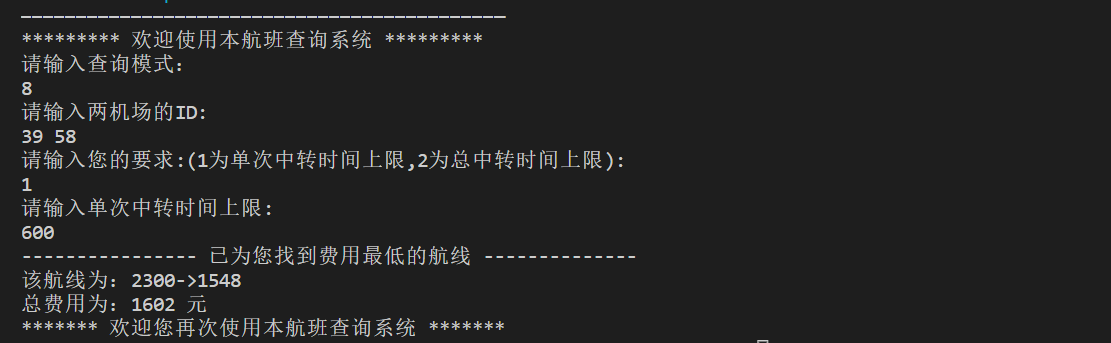 --------------------------------------------
********* 欢迎使用本航班查询系统 *********
请输入查询模式：
8
请输入两机场的ID:
39 58
请输入您的要求:(1为单次中转时间上限,2为总中转时间上限):
1
请输入单次中转时间上限:
600
---------------- 已为您找到费用最低的航线 --------------
该航线为：2300->1548
总费用为：1602 元
******* 欢迎您再次使用本航班查询系统 *******